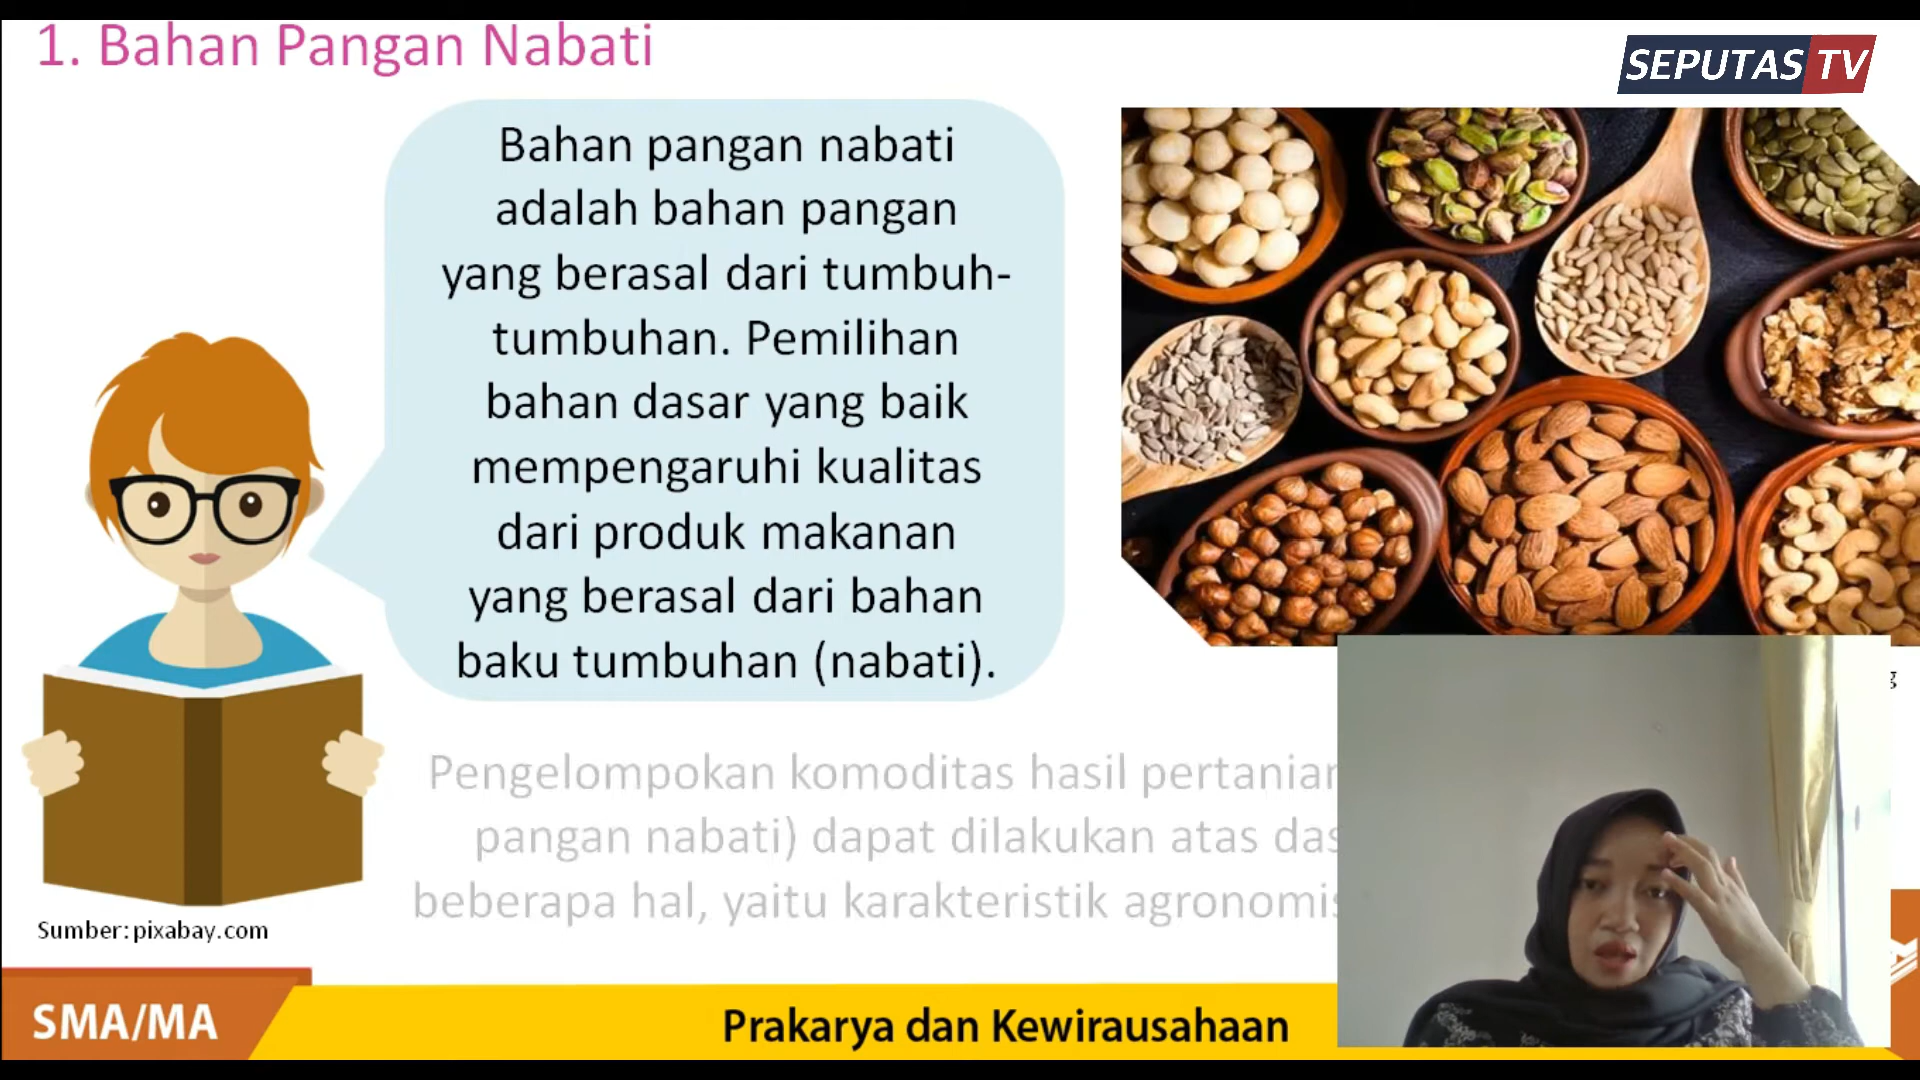 1. Bahan Pangan Nabati
SEPUTAS TV
Bahan pangan nabati
adalah bahan pangan
yang berasal dari tumbuh-
tumbuhan. Pemilihan
bahan dasar yang baik
mempengaruhi kualitas
dari produk makanan
yang berasal dari bahan
baku tumbuhan (nabati).
Pengelompokan komoditas hasil pertanian
pangan nabati) dapat dilakukan atas
beberapa hal, yaitu karakteristik
Sumber: pixabay.com
SMA/MA
Prakarya dan Kewirausahaan